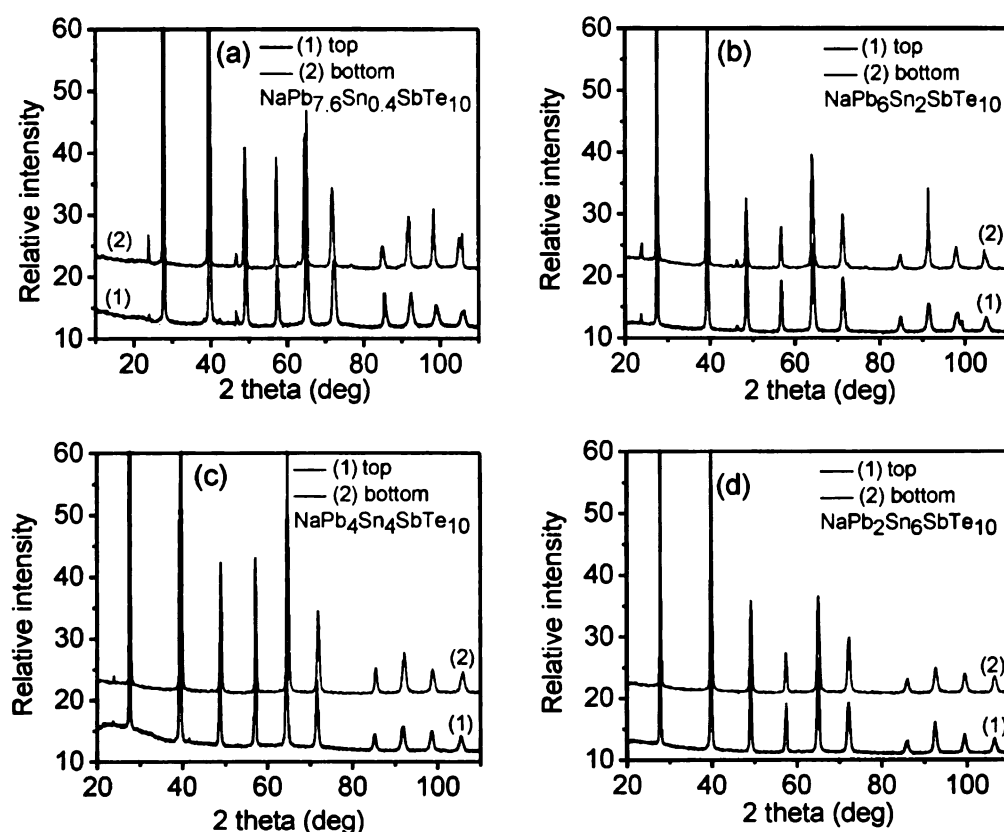 (a)
(1) top
(2) bottom
NaPb7.6Sn0.4SbTe10
Relative intensity
60
50
40
30
20
10
(2)
(1)
20 40 60 80 100
2 theta (deg)
(b)
(1) top
(2) bottom
NaPb6Sn2SbTe10
Relative intensity
60
50
40
30
20
10
(2)
(1)
20 40 60 80 100
2 theta (deg)
(c)
(1) top
(2) bottom
NaPb4Sn4SbTe10
Relative intensity
60
50
40
30
20
10
(2)
(1)
20 40 60 80 100
2 theta (deg)
(d)
(1) top
(2) bottom
NaPb2Sn6SbTe10
Relative intensity
60
50
40
30
20
10
(2)
(1)
20 40 60 80 100
2 theta (deg)